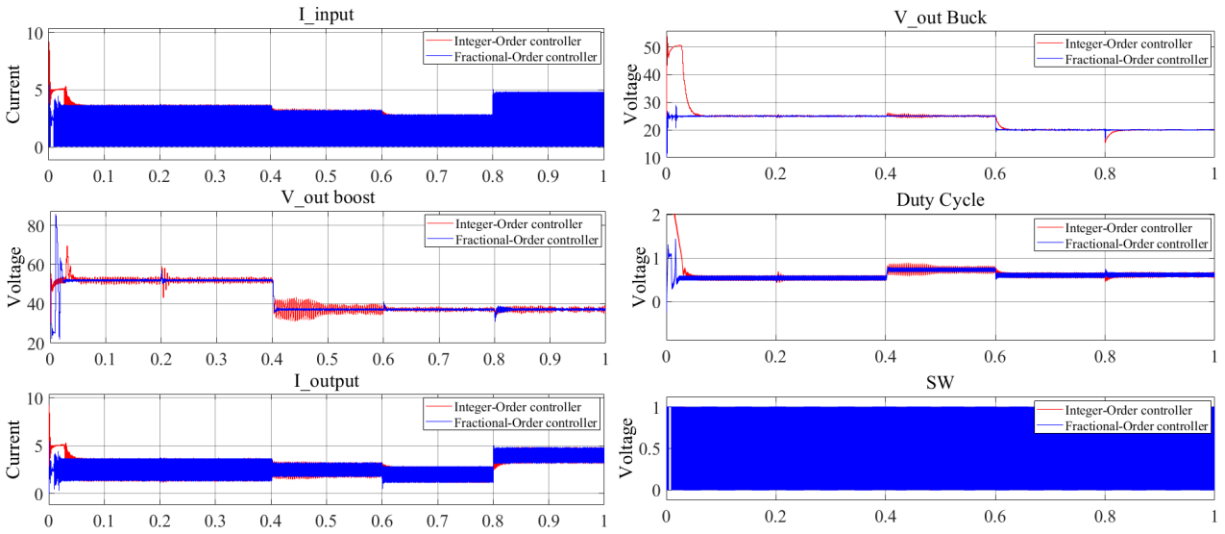 I_input
Current
10
5
0
Integer-Order controller
Fractional-Order controller
0 0.1 0.2 0.3 0.4 0.5 0.6 0.7 0.8 0.9 1
V_out boost
Voltage
80
60
40
20
Integer-Order controller
Fractional-Order controller
0 0.1 0.2 0.3 0.4 0.5 0.6 0.7 0.8 0.9 1
I_output
Current
10
5
0
Integer-Order controller
Fractional-Order controller
0 0.1 0.2 0.3 0.4 0.5 0.6 0.7 0.8 0.9 1
V_out Buck
Voltage
50
40
30
20
10
Integer-Order controller
Fractional-Order controller
0 0.2 0.4 0.6 0.8 1
Duty Cycle
2
1
0
Integer-Order controller
Fractional-Order controller
0 0.2 0.4 0.6 0.8 1
SW
Voltage
1
0.5
0
Integer-Order controller
Fractional-Order controller
0 0.2 0.4 0.6 0.8 1